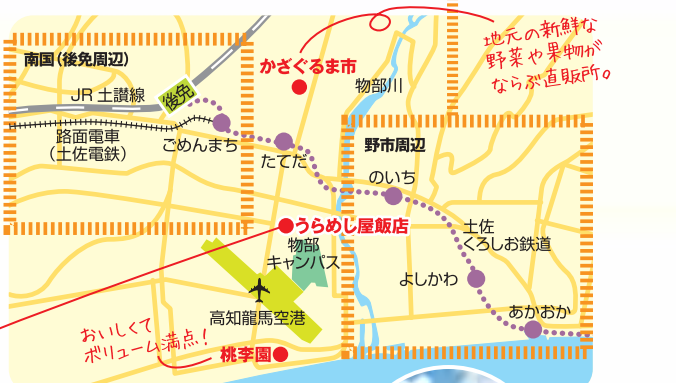 地元の新鮮な
野菜や果物が
ならぶ直販所。
南国(後免周辺)
かざぐるま市
物部川
JR 土讃線
後免
路面電車
(土佐電鉄)
ごめんまち
たてだ
野市周辺
のいち
うらめし屋飯店
土佐
くろしお鉄道
物部
キャンパス
よしかわ
高知龍馬空港
あかおか
おいしくて
ボリューム満点!
桃李園